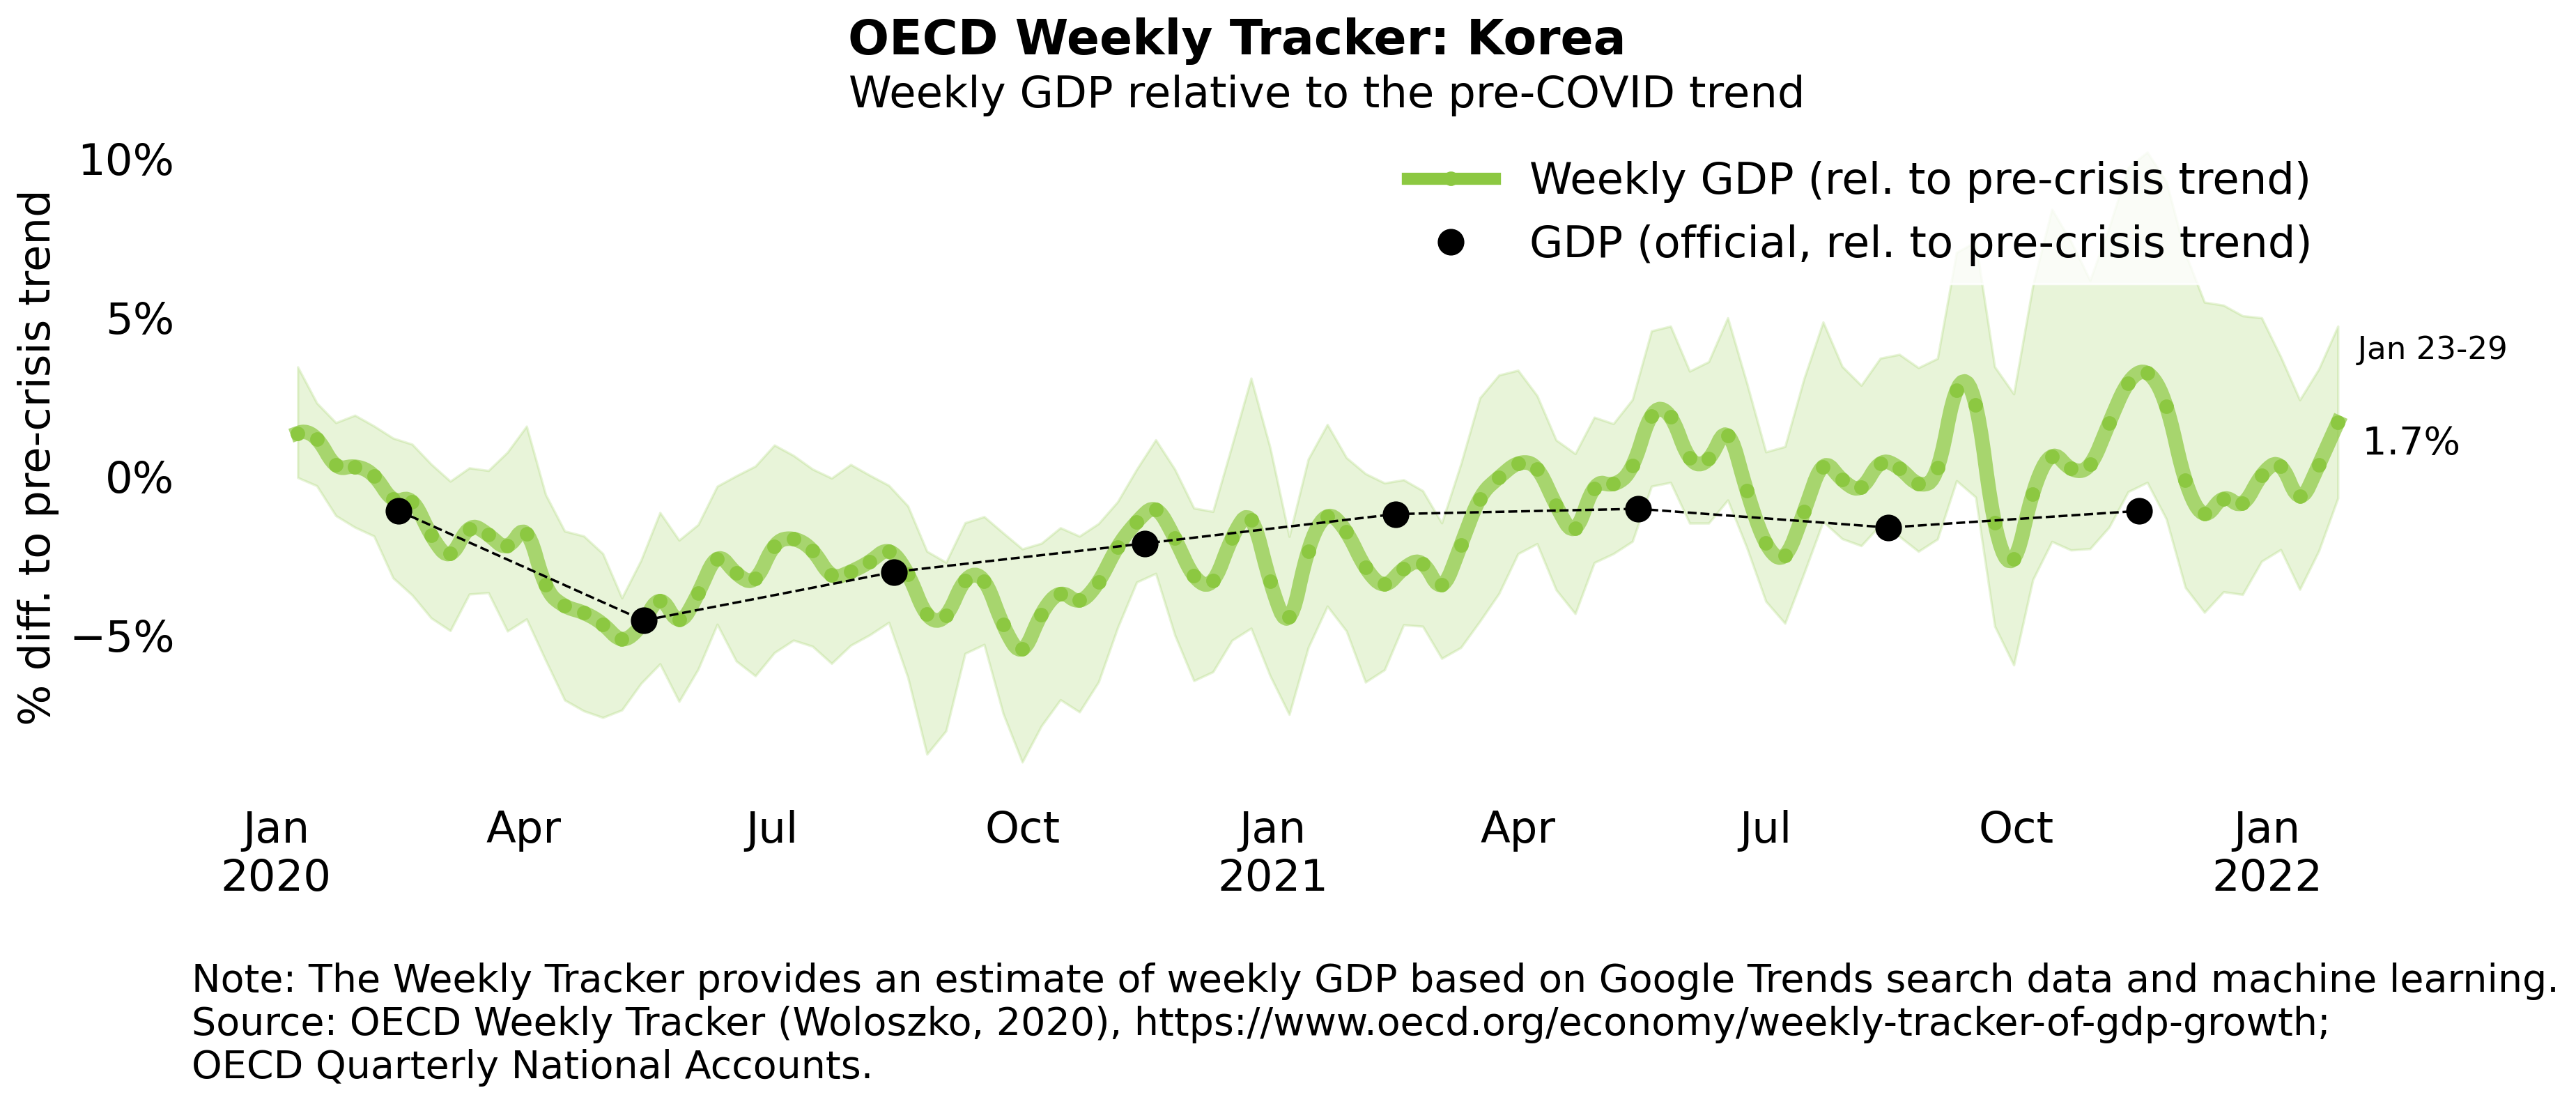 OECD Weekly Tracker: Korea
Weekly GDP relative to the pre-COVID trend
% diff. to pre-crisis trend
10%
5%
0%
−5%
Weekly GDP (rel. to pre-crisis trend)
GDP (official, rel. to pre-crisis trend)
Jan 23-29
1.7%
Jan Apr Jul Oct Jan Apr Jul Oct Jan
2020 2021 2022
Note: The Weekly Tracker provides an estimate of weekly GDP based on Google Trends search data and machine learning.
Source: OECD Weekly Tracker (Woloszko, 2020), https://www.oecd.org/economy/weekly-tracker-of-gdp-growth;
OECD Quarterly National Accounts.